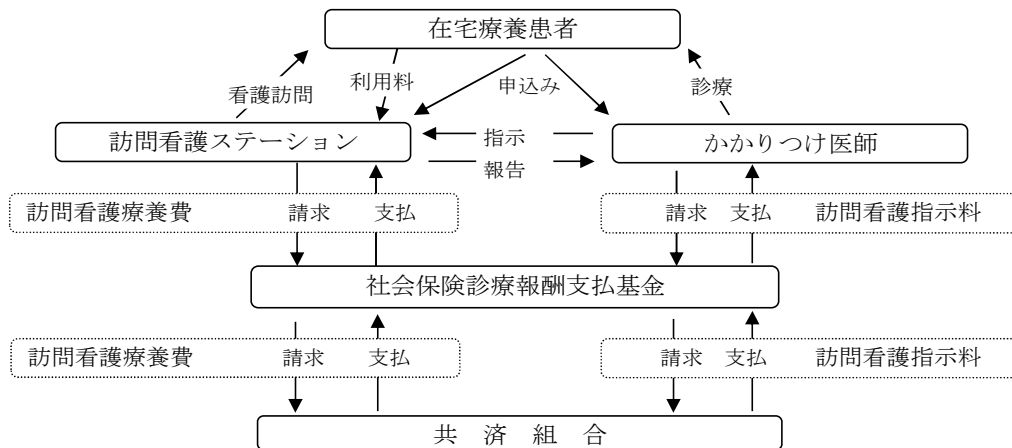 在宅療養患者
看護訪問 利用料 申込み 診療
訪問看護ステーション 指示 かかりつけ医師
報告
訪問看護療養費 請求 支払 請求 支払 訪問看護指示料
社会保険診療報酬支払基金
訪問看護療養費 請求 支払 請求 支払 訪問看護指示料
共 済 組 合